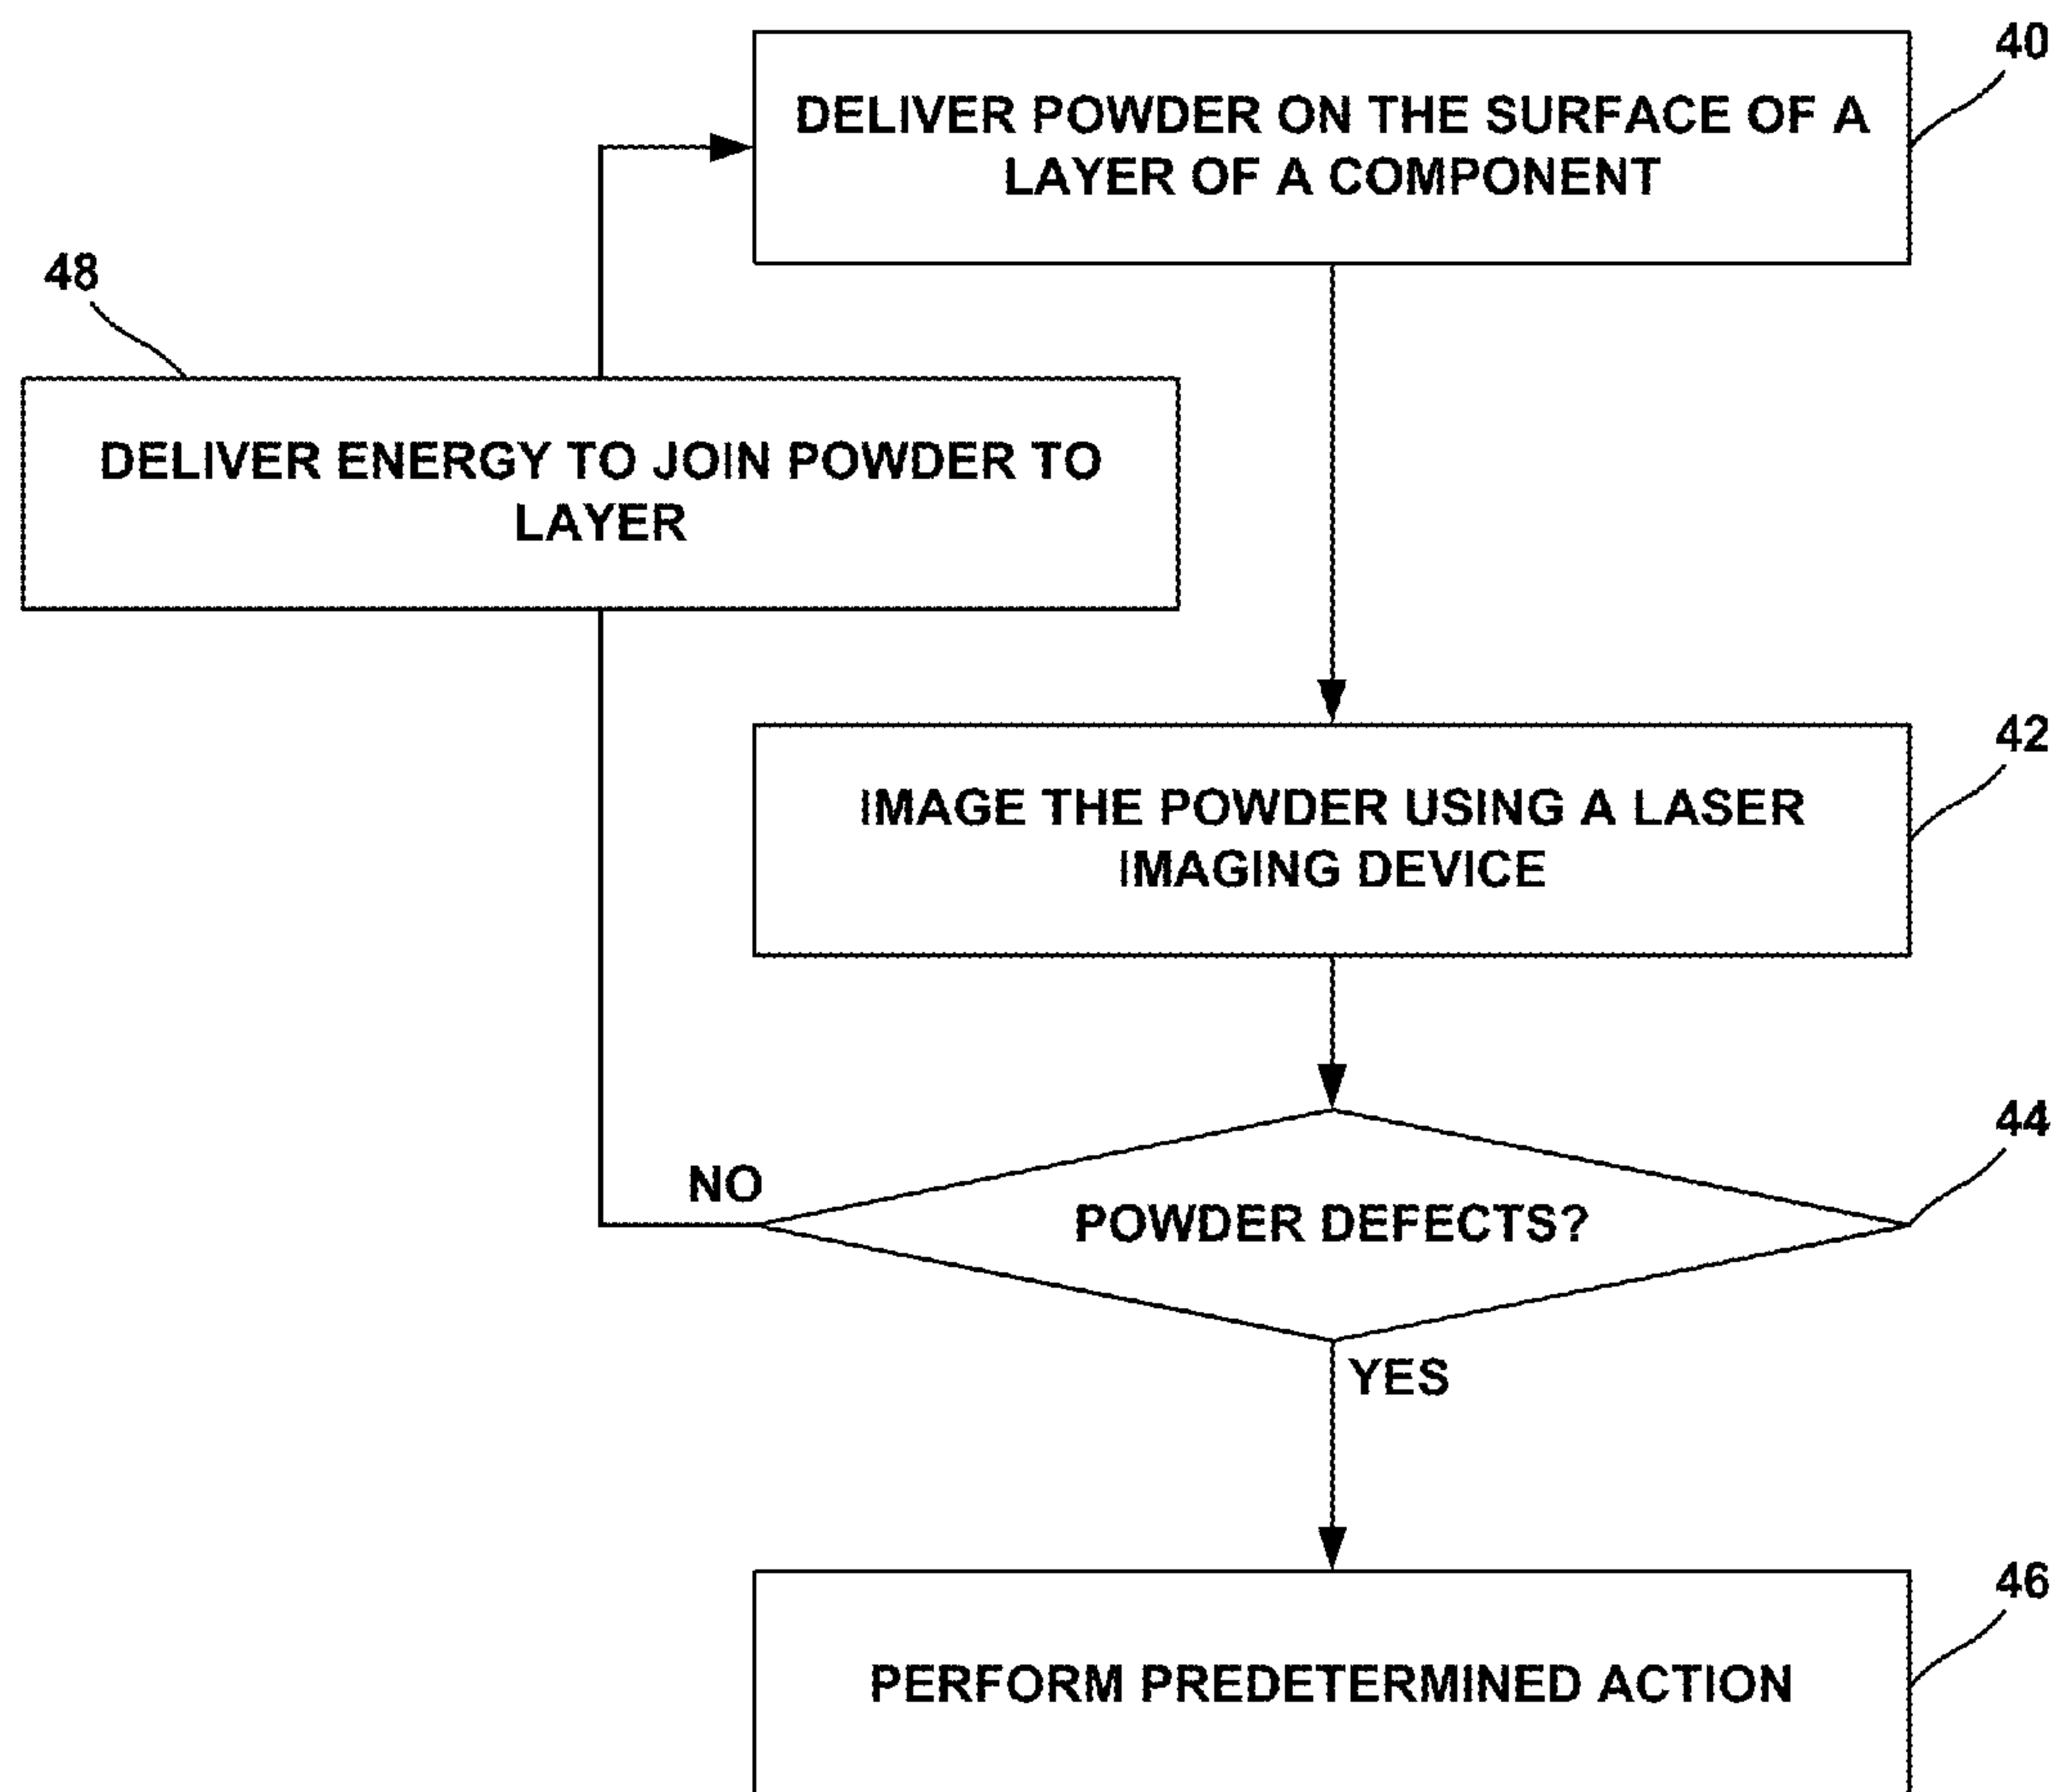 40
DELIVER POWDER ON THE SURFACE OF A
LAYER OF A COMPONENT
48
DELIVER ENERGY TO JOIN POWDER TO
LAYER
42
IMAGE THE POWDER USING A LASER
IMAGING DEVICE
44
NO
POWDER DEFECTS?
YES
46
PERFORM PREDETERMINED ACTION